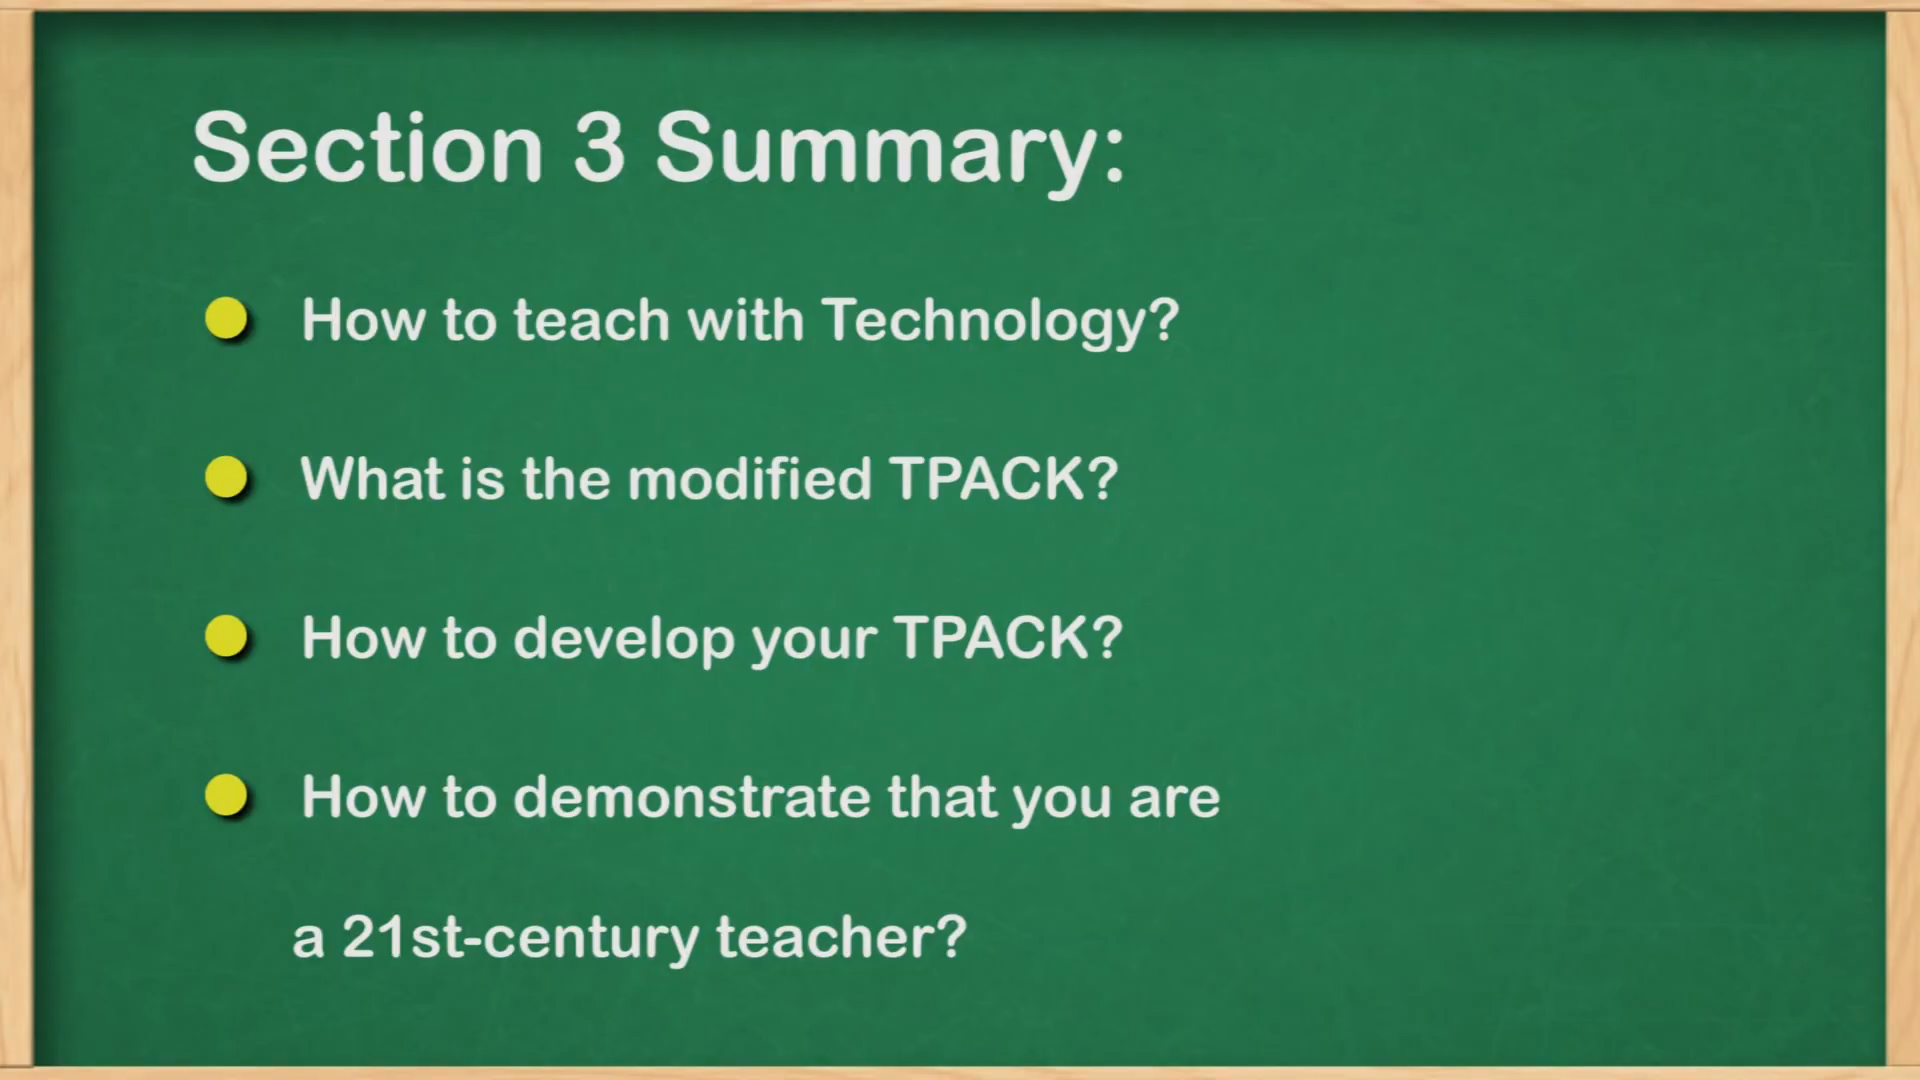 Section 3 Summary:
How to teach with Technology?
What is the modified TPACK?
How to develop your TPACK?
How to demonstrate that you are
a 21st-century teacher?